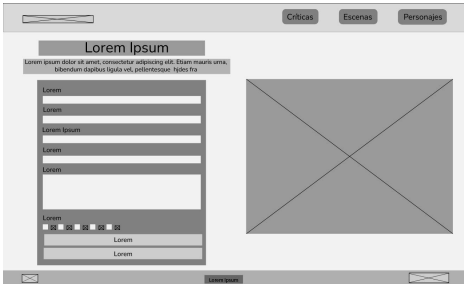 Críticas
Escenas
Personajes
Lorem Ipsum
Lorem ipsum dolor sit amet, consectetur adipiscing elit. Etiam mauris urna,
bibendum dapibus ligula vel, pellentesque hjdes fra
Lorem
Lorem
Lorem Ipsum
Lorem
Lorem
Lorem
Lorem
Lorem
Lorem Ipsum